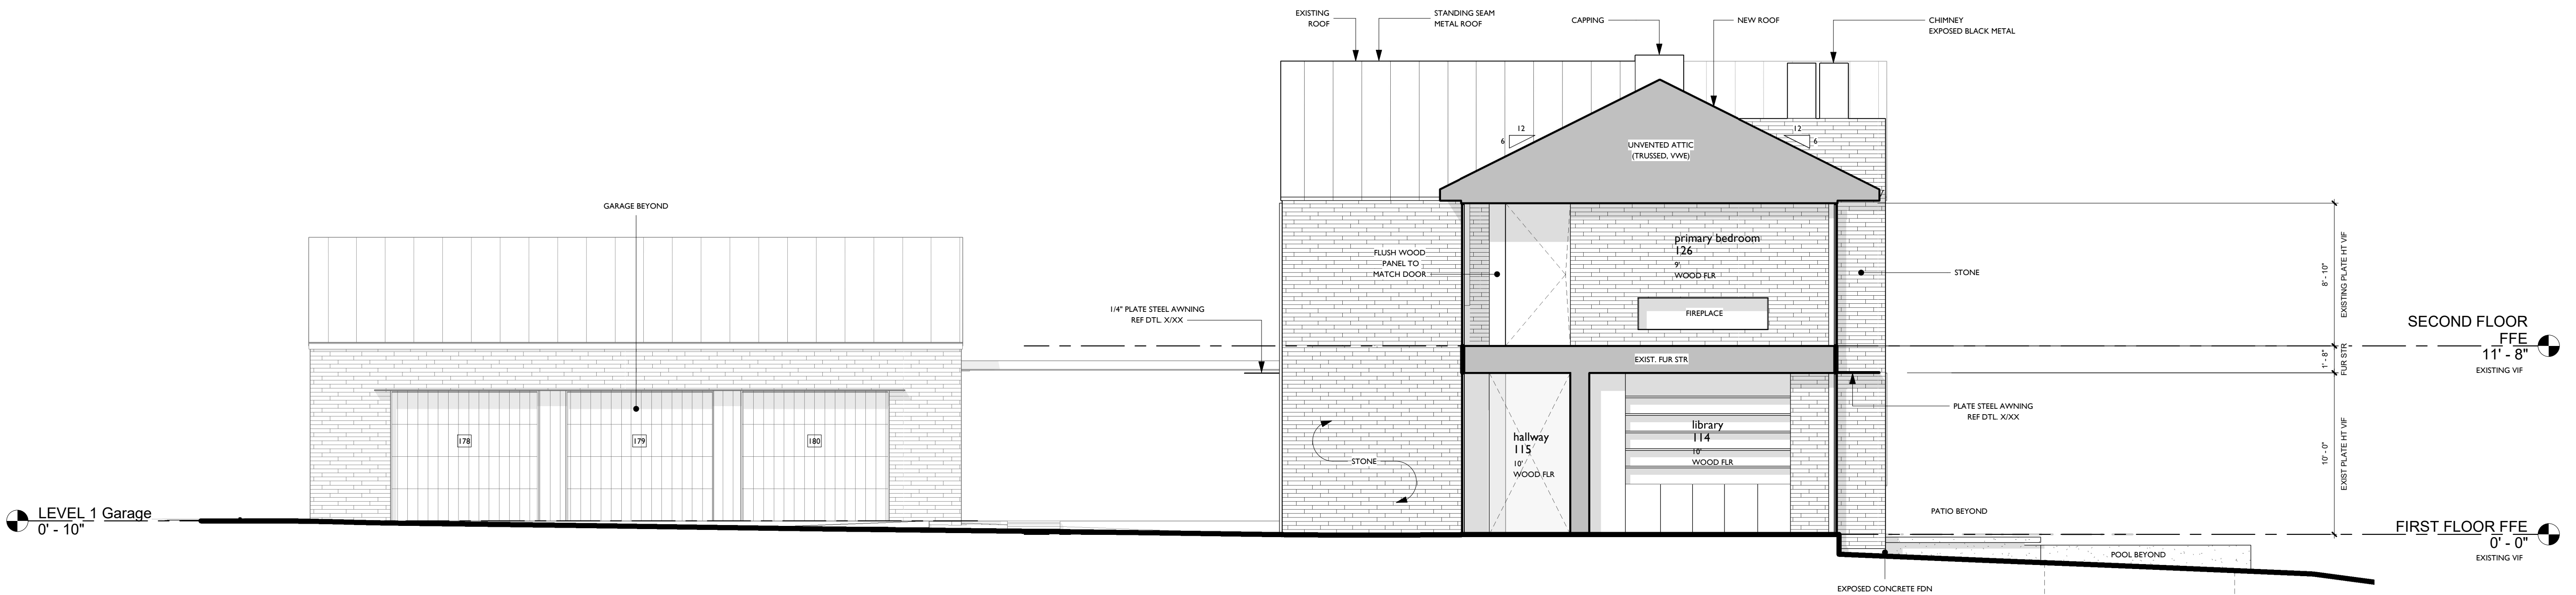 EXISTING
ROOF
STANDING SEAM
METAL ROOF
CAPPING
NEW ROOF
CHIMNEY
EXPOSED BLACK METAL
12
6
12
6
UNVENTED ATTIC
(TRUSSED, VWE)
GARAGE BEYOND
FLUSH WOOD
PANEL TO
MATCH DOOR
primary bedroom
126
9'
WOOD FLR
STONE
8' - 10"
EXISTING PLATE HT VIF
1/4" PLATE STEEL AWNING
REF DTL. X/XX
FIREPLACE
SECOND FLOOR
FFE
11' - 8"
EXISTING VIF
EXIST. FUR STR
1' - 8"
FUR STR
PLATE STEEL AWNING
REF DTL. X/XX
178
179
180
hallway
115
10'
WOOD FLR
library
114
10'
WOOD FLR
STONE
10' - 0"
EXIST PLATE HT VIF
LEVEL 1 Garage
0' - 10"
PATIO BEYOND
FIRST FLOOR FFE
0' - 0"
EXISTING VIF
POOL BEYOND
EXPOSED CONCRETE FDN